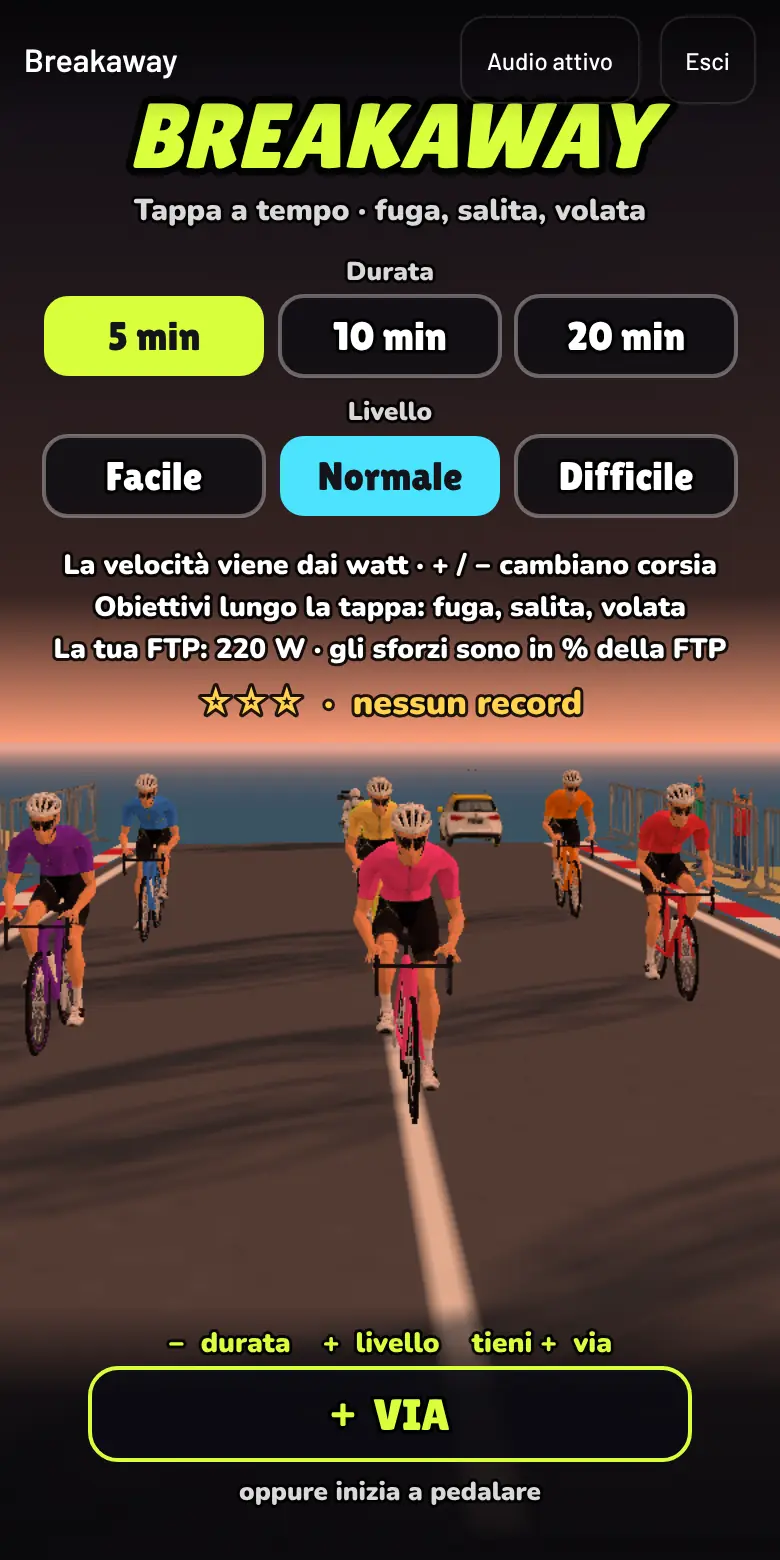 Breakaway Audio attivo Esci
BREAKAWAY
Tappa a tempo · fuga, salita, volata
Durata
5 min 10 min 20 min
Livello
Facile Normale Difficile
La velocità viene dai watt · + / − cambiano corsia
Obiettivi lungo la tappa: fuga, salita, volata
La tua FTP: 220 W · gli sforzi sono in % della FTP
☆☆☆ · nessun record
− durata + livello tieni + via
+ VIA
oppure inizia a pedalare